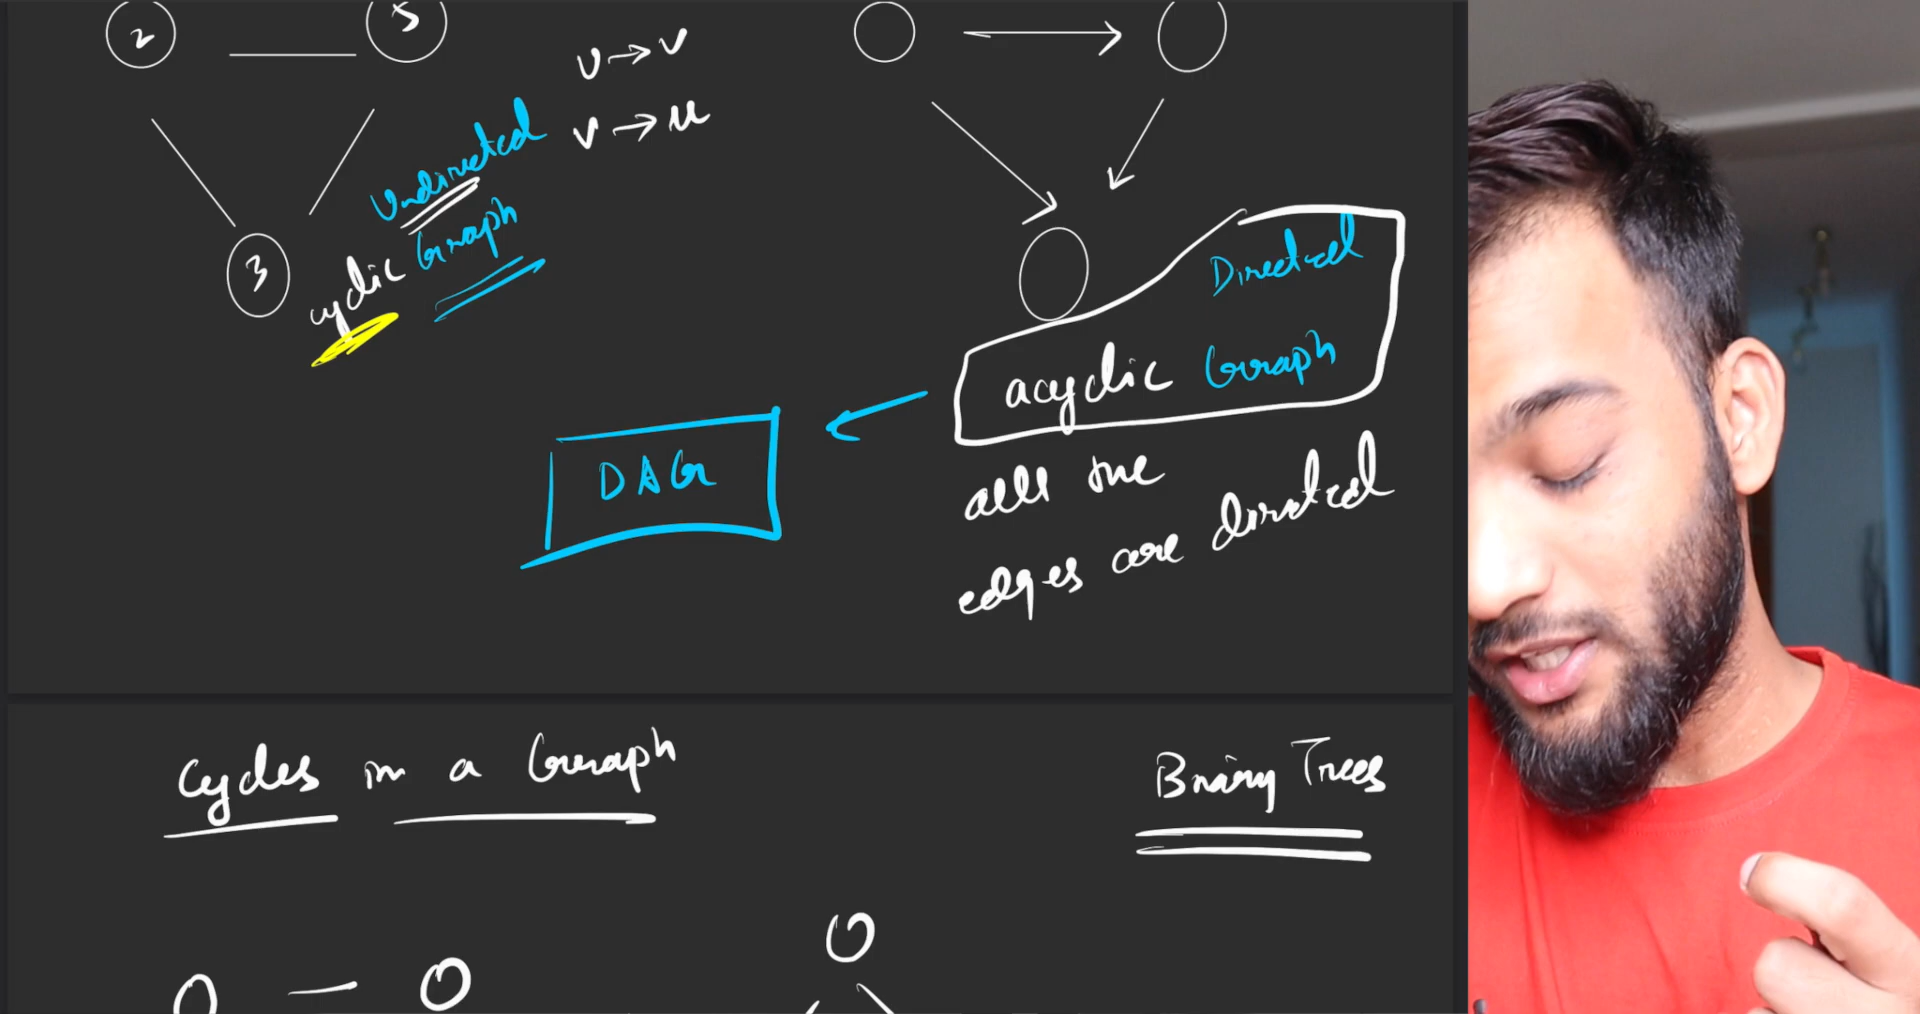 2
5
U → V
V → u
Undirected
cyclic Graph
3
Directed
acyclic Graph
DAG
all the
edges are directed
Cycles in a Graph
Binary Trees